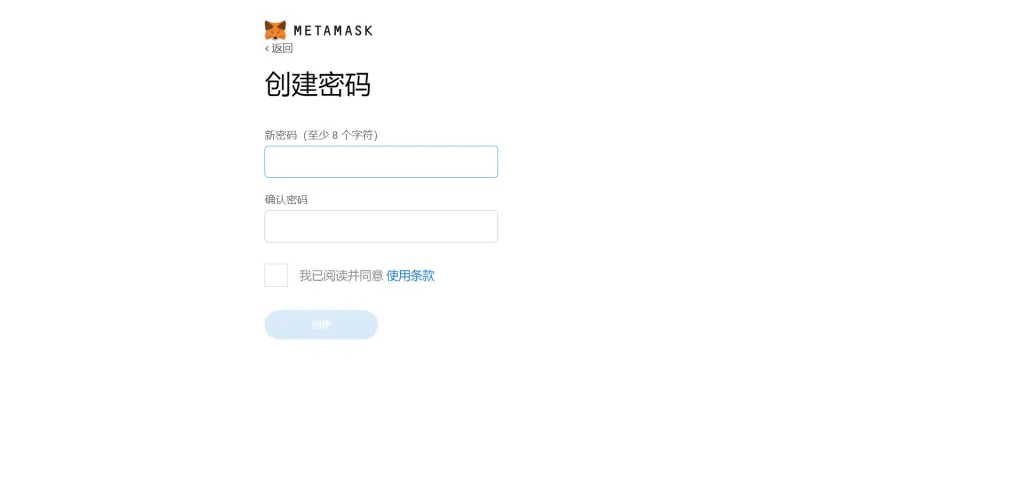 METAMASK
< 返回
创建密码
新密码（至少 8 个字符）
确认密码
我已阅读并同意 使用条款
创建